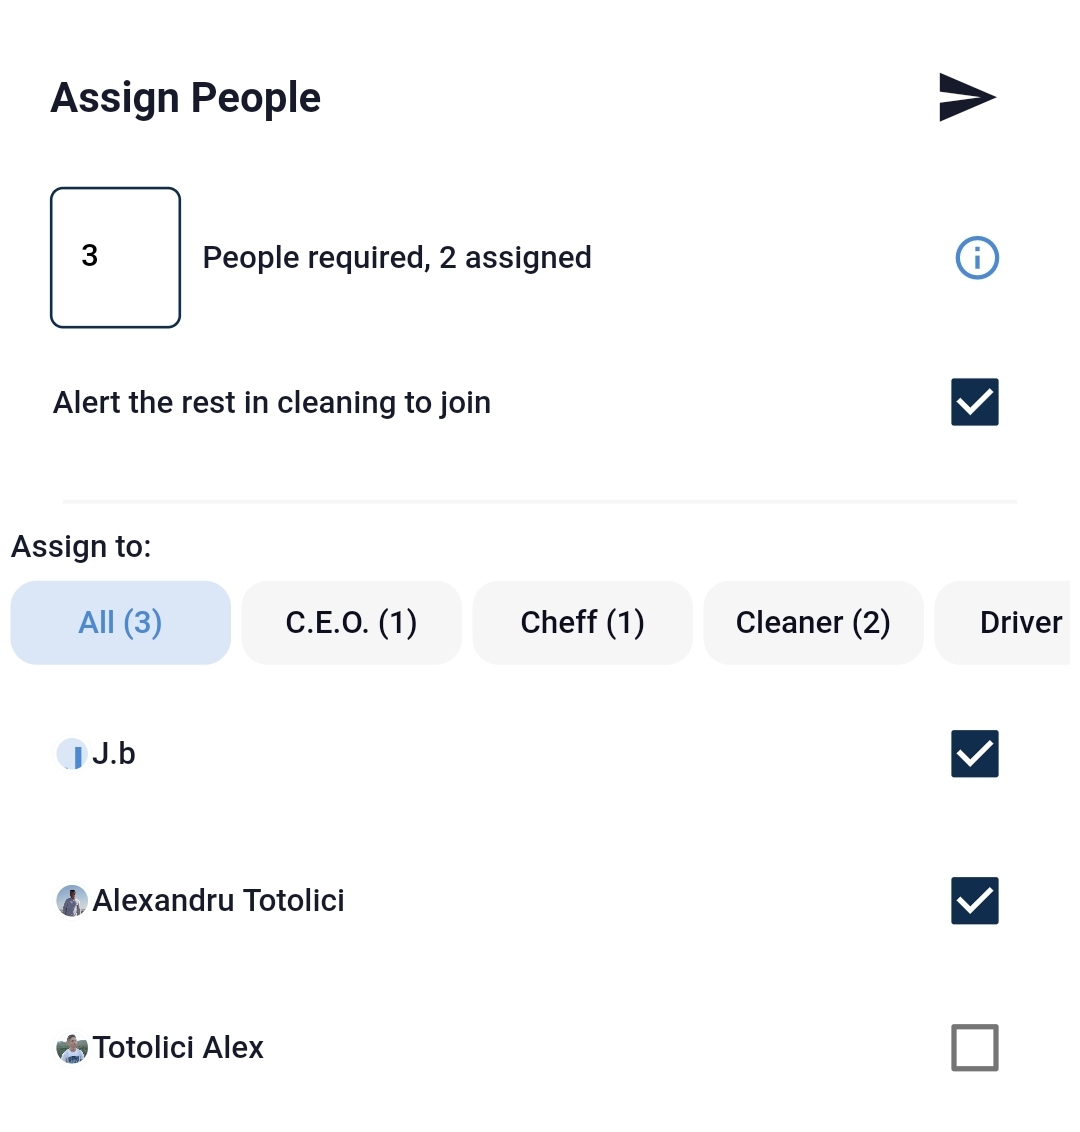 Assign People
3
People required, 2 assigned
Alert the rest in cleaning to join
Assign to:
All (3) C.E.O. (1) Cheff (1) Cleaner (2) Driver
J.b
Alexandru Totolici
Totolici Alex